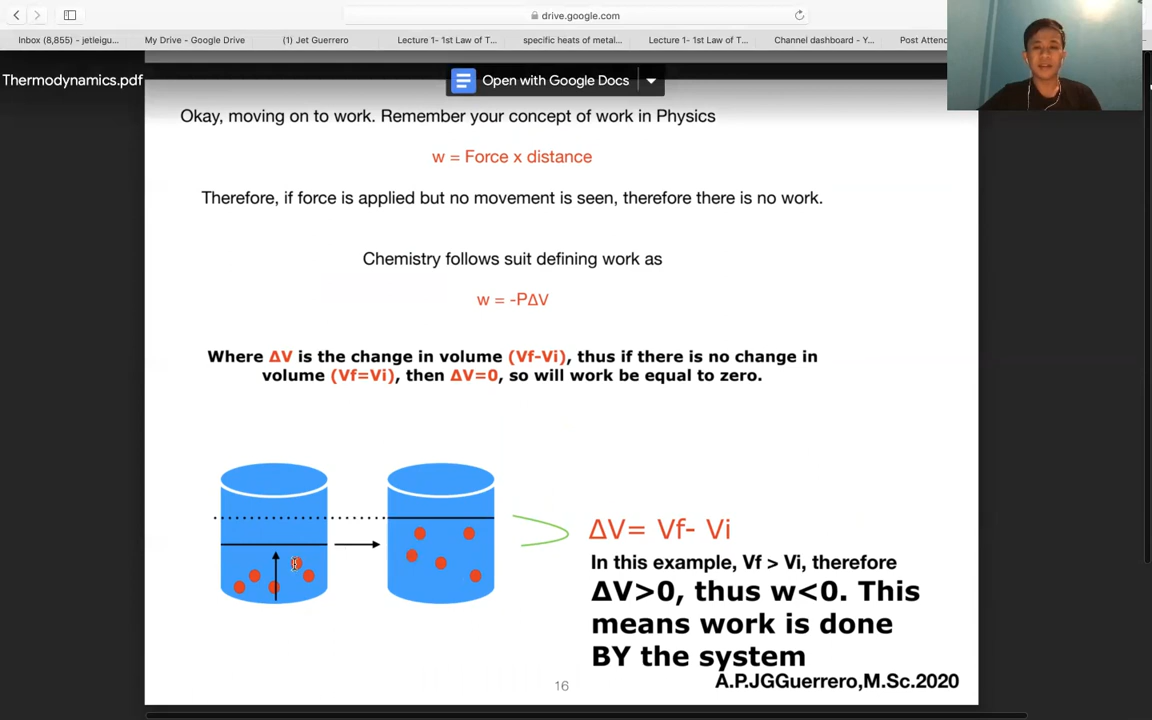 drive.google.com
Inbox (8,855) - jetleigu...
My Drive - Google Drive
(1) Jet Guerrero
Lecture 1- 1st Law of T...
specific heats of metal...
Lecture 1- 1st Law of T...
Channel dashboard - Y...
Post Attend
Thermodynamics.pdf
Open with Google Docs
Okay, moving on to work. Remember your concept of work in Physics
w = Force x distance
Therefore, if force is applied but no movement is seen, therefore there is no work.
Chemistry follows suit defining work as
w = -PΔV
Where ΔV is the change in volume (Vf-Vi), thus if there is no change in
volume (Vf=Vi), then ΔV=0, so will work be equal to zero.
ΔV= Vf- Vi
In this example, Vf > Vi, therefore
ΔV>0, thus w<0. This
means work is done
BY the system
A.P.JGGuerrero,M.Sc.2020
16